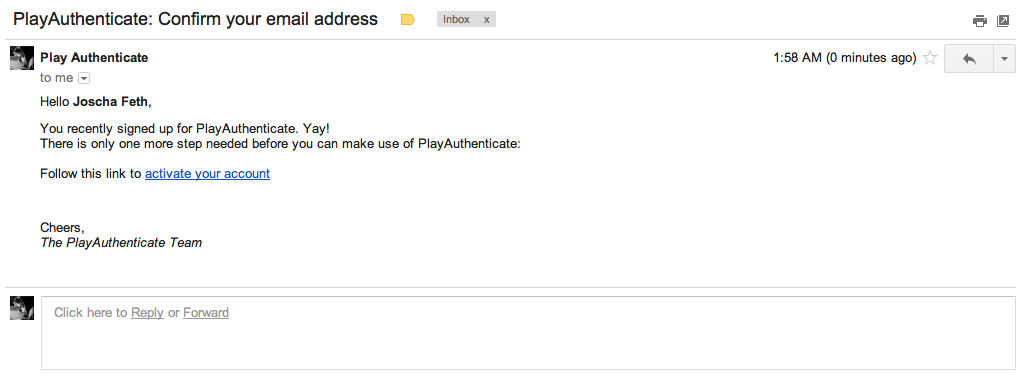 PlayAuthenticate: Confirm your email address
Inbox x
Play Authenticate
1:58 AM (0 minutes ago)
to me
Hello Joscha Feth,
You recently signed up for PlayAuthenticate. Yay!
There is only one more step needed before you can make use of PlayAuthenticate:
Follow this link to activate your account
Cheers,
The PlayAuthenticate Team
Click here to Reply or Forward